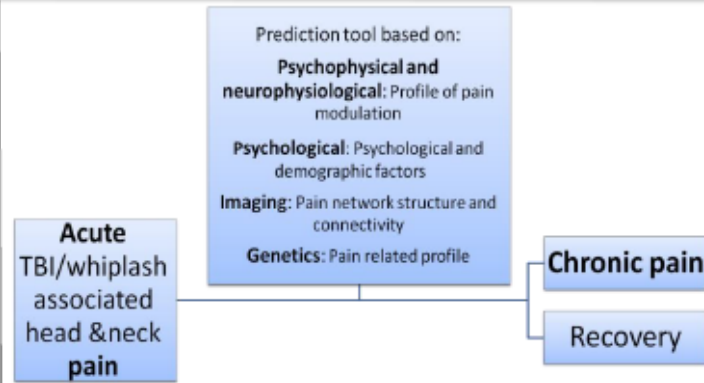 Prediction tool based on:
Psychophysical and
neurophysiological: Profile of pain
modulation
Psychological: Psychological and
demographic factors
Imaging: Pain network structure and
connectivity
Genetics: Pain related profile
Acute
TBI/whiplash
associated
head &neck
pain
Chronic pain
Recovery